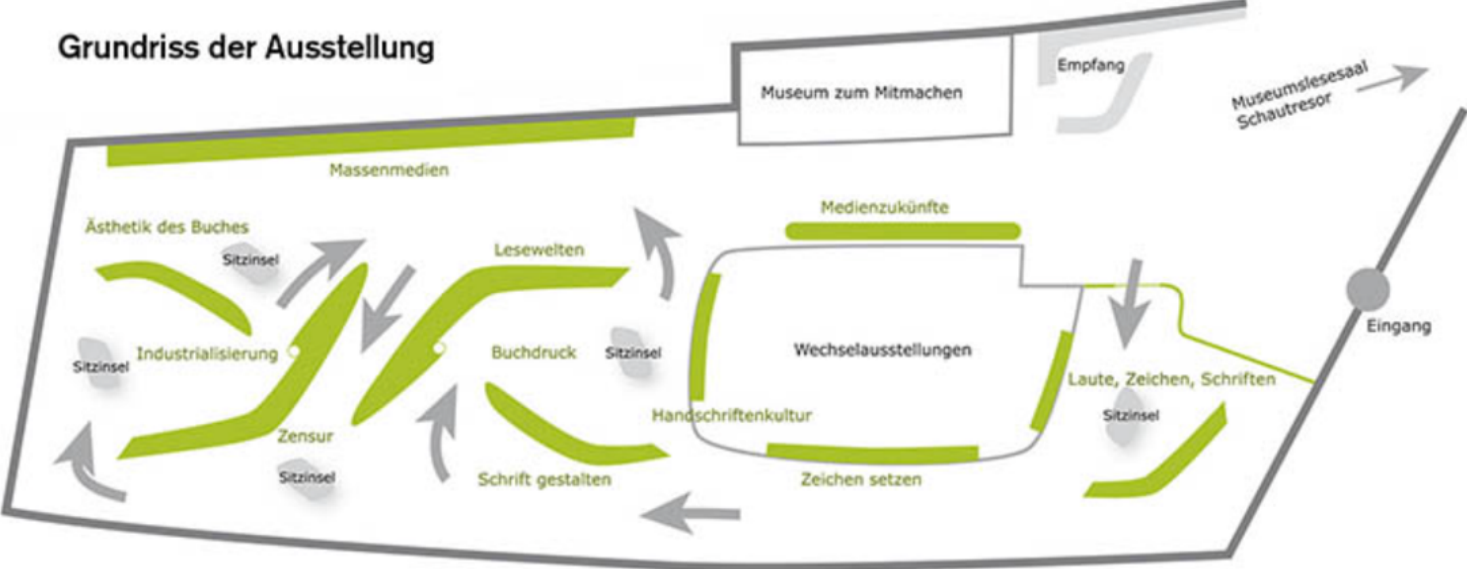 Grundriss der Ausstellung
Empfang
Museum zum Mitmachen
Museumslesesaal
Schautresor
Massenmedien
Medienzukünfte
Ästhetik des Buches
Sitzinsel
Lesewelten
Eingang
Sitzinsel
Industrialisierung
Buchdruck
Sitzinsel
Wechselausstellungen
Laute, Zeichen, Schriften
Handschriftenkultur
Sitzinsel
Zensur
Sitzinsel
Schrift gestalten
Zeichen setzen